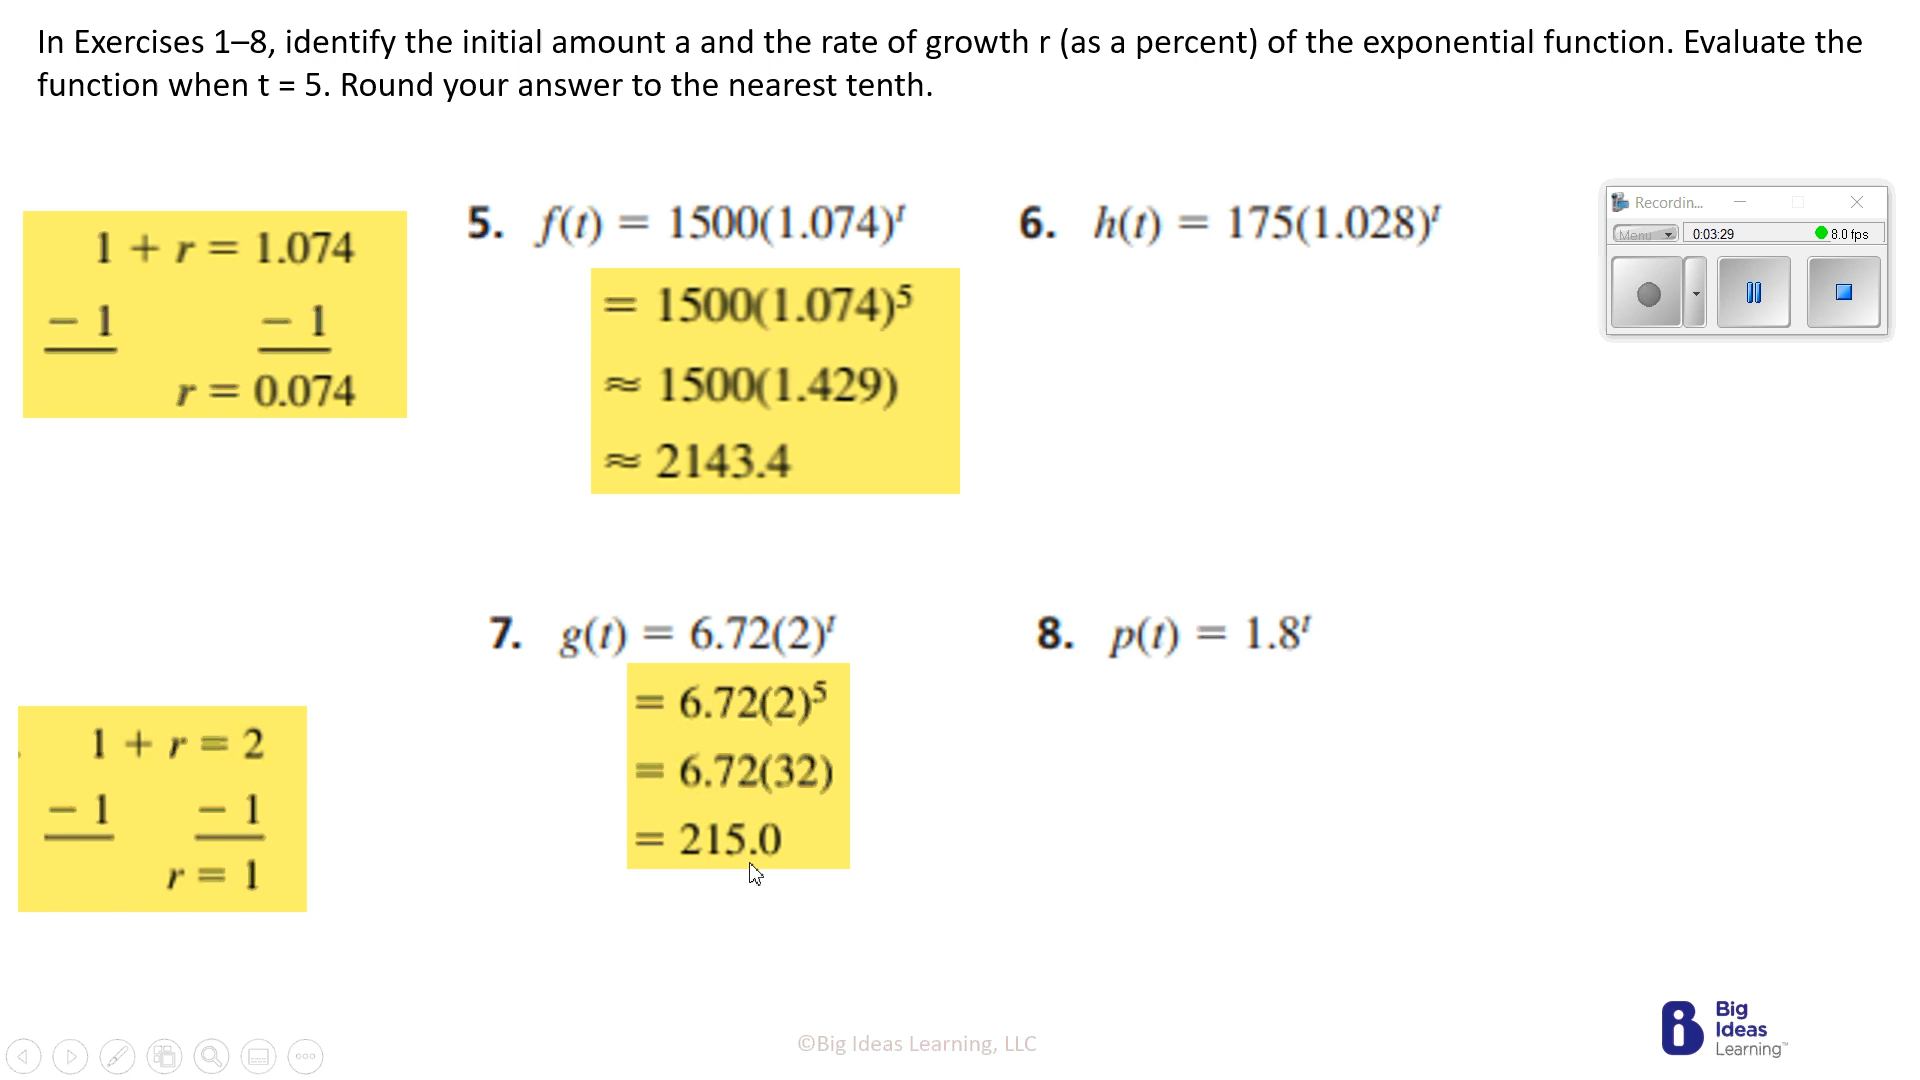 In Exercises 1–8, identify the initial amount a and the rate of growth r (as a percent) of the exponential function. Evaluate the
function when t = 5. Round your answer to the nearest tenth.
1 + r = 1.074
− 1 − 1
r = 0.074
5. f(t) = 1500(1.074)ᵗ
= 1500(1.074)⁵
≈ 1500(1.429)
≈ 2143.4
6. h(t) = 175(1.028)ᵗ
Recordin...
Menu 0:03:29 8.0 fps
1 + r = 2
− 1 − 1
r = 1
7. g(t) = 6.72(2)ᵗ
= 6.72(2)⁵
= 6.72(32)
= 215.0
8. p(t) = 1.8ᵗ
©Big Ideas Learning, LLC
Big
Ideas
Learning™